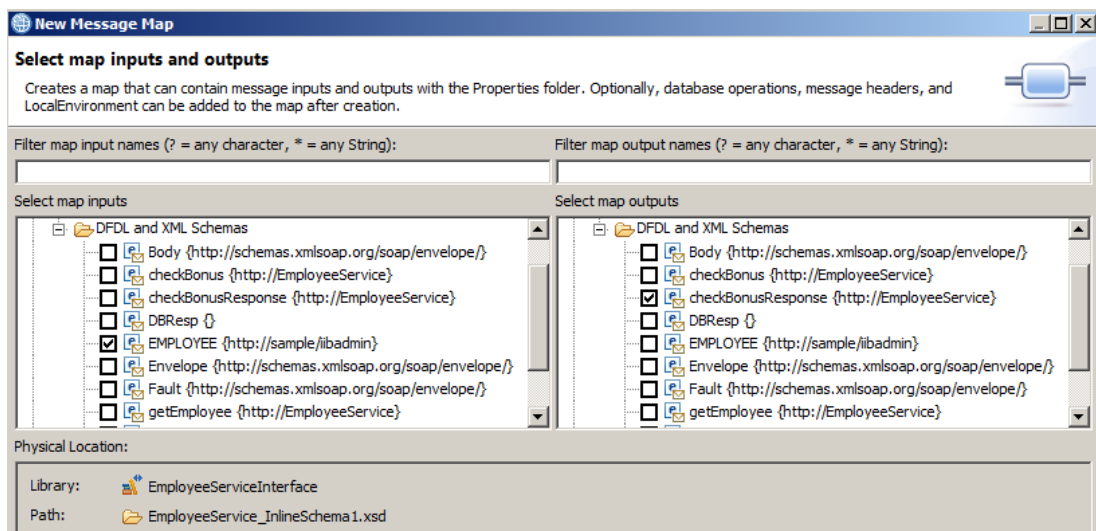 New Message Map
Select map inputs and outputs
Creates a map that can contain message inputs and outputs with the Properties folder. Optionally, database operations, message headers, and
LocalEnvironment can be added to the map after creation.
Filter map input names (? = any character, * = any String):
Filter map output names (? = any character, * = any String):
Select map inputs
Select map outputs
DFDL and XML Schemas
Body {http://schemas.xmlsoap.org/soap/envelope/}
checkBonus {http://EmployeeService}
checkBonusResponse {http://EmployeeService}
DBResp {}
EMPLOYEE {http://sample/iibadmin}
Envelope {http://schemas.xmlsoap.org/soap/envelope/}
Fault {http://schemas.xmlsoap.org/soap/envelope/}
getEmployee {http://EmployeeService}
DFDL and XML Schemas
Body {http://schemas.xmlsoap.org/soap/envelope/}
checkBonus {http://EmployeeService}
checkBonusResponse {http://EmployeeService}
DBResp {}
EMPLOYEE {http://sample/iibadmin}
Envelope {http://schemas.xmlsoap.org/soap/envelope/}
Fault {http://schemas.xmlsoap.org/soap/envelope/}
getEmployee {http://EmployeeService}
Physical Location:
Library: EmployeeServiceInterface
Path: EmployeeService_InlineSchema1.xsd